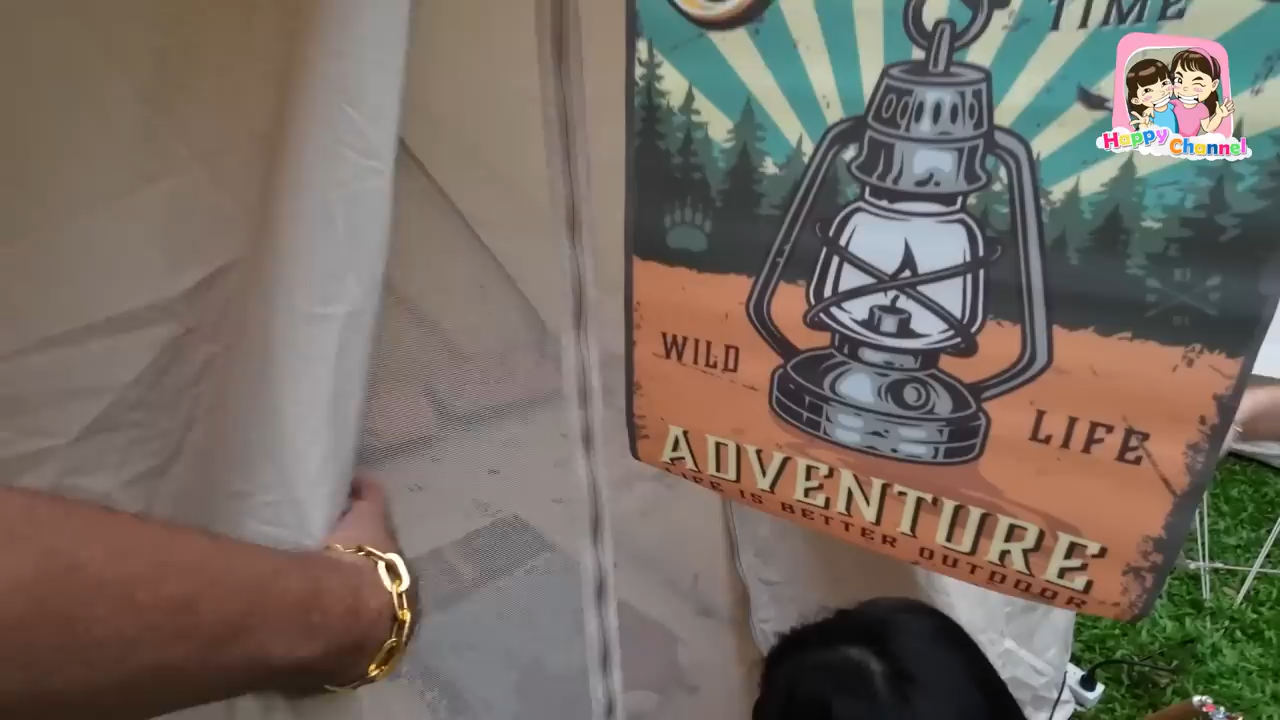 TIME
Happy
Channel
WILD
LIFE
ADVENTURE
LIFE IS BETTER OUTDOOR